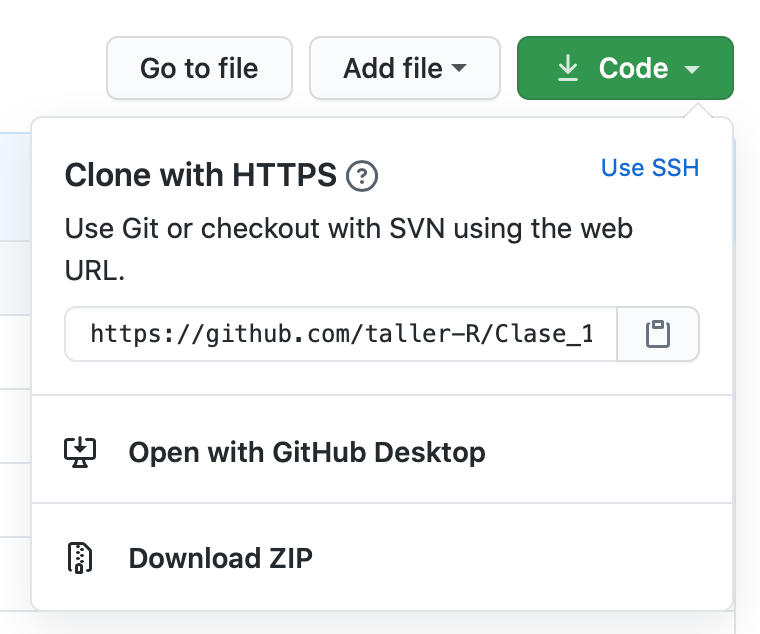 Go to file
Add file
Code
Clone with HTTPS
Use SSH
Use Git or checkout with SVN using the web
URL.
https://github.com/taller-R/Clase_1
Open with GitHub Desktop
Download ZIP